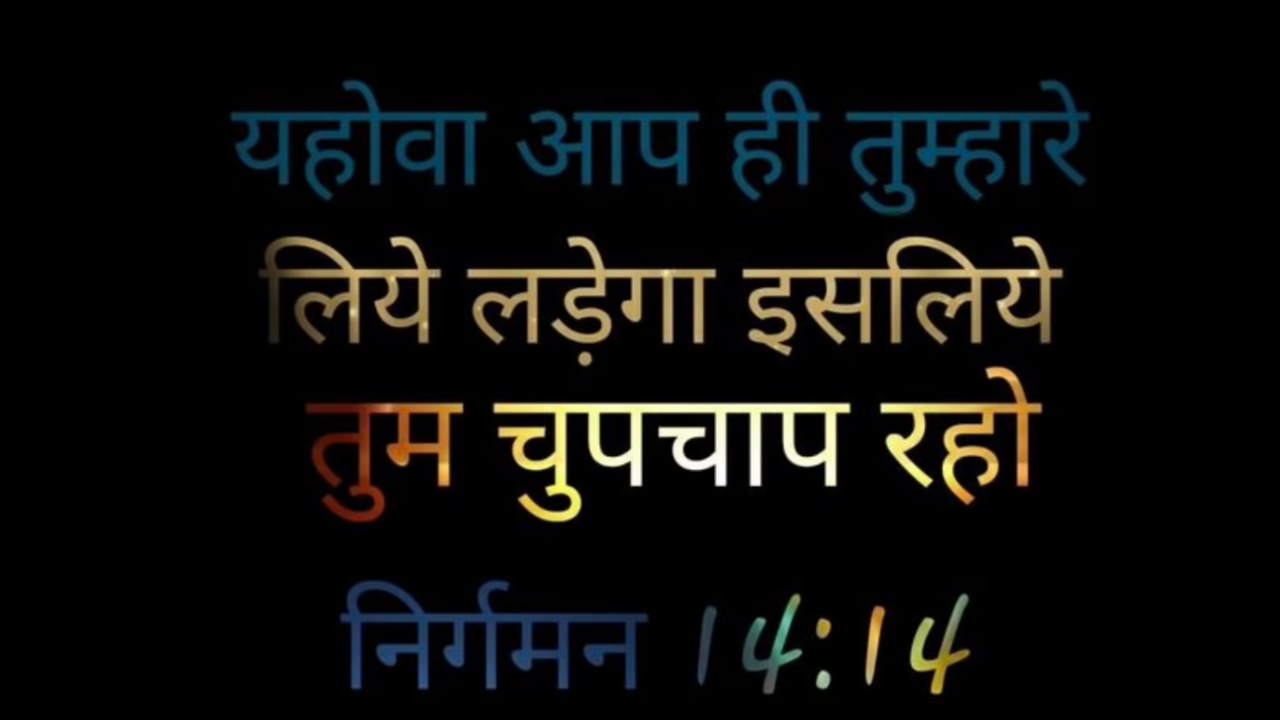 यहोवा आप ही तुम्हारे
लिये लड़ेगा इसलिये
तुम चुपचाप रहो
निर्गमन 14:14